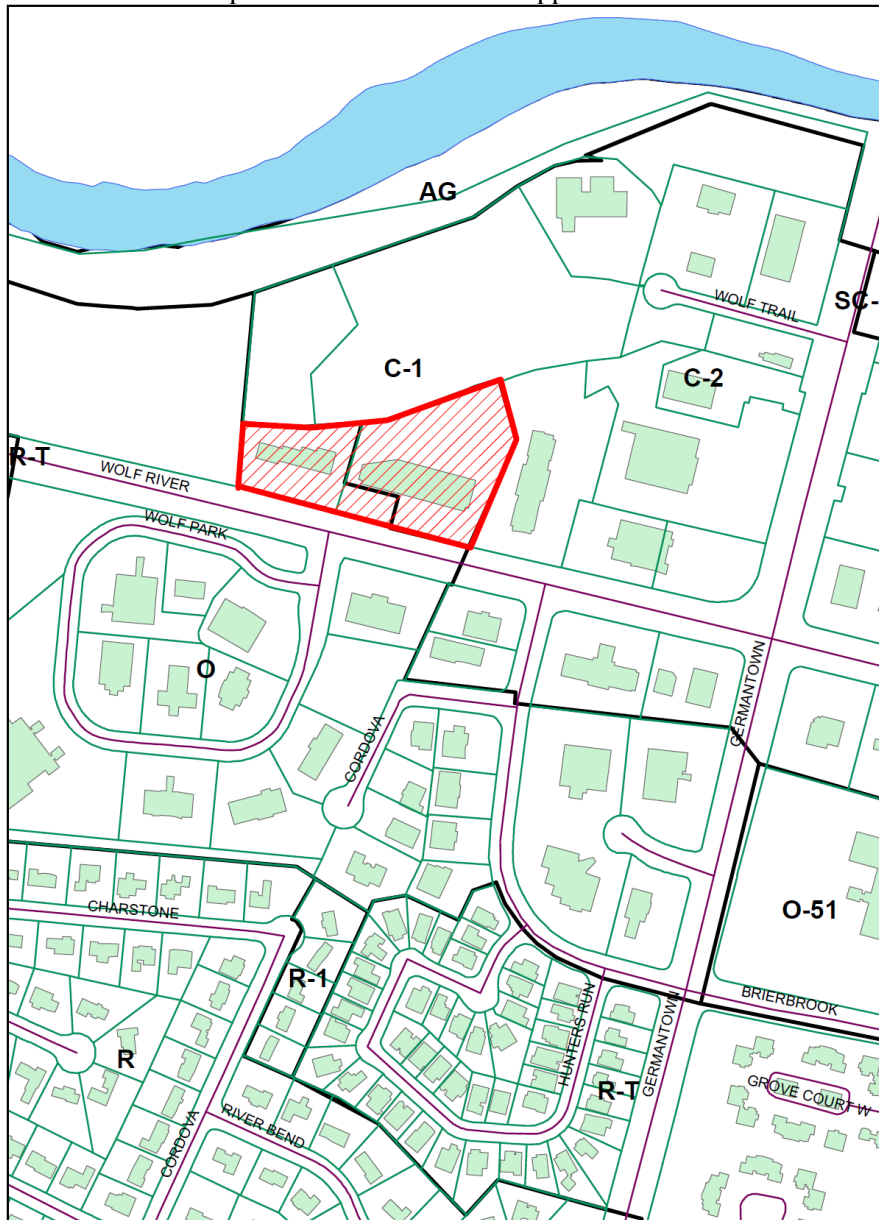 AG
WOLF TRAIL
SC-
C-1
C-2
R-T
WOLF RIVER
WOLF PARK
O
GERMANTOWN
CORDOVA
CHARSTONE
O-51
R-1
BRIERBROOK
HUNTERS RUN
GERMANTOWN
R-T
R
GROVE COURT W
CORDOVA
RIVER BEND